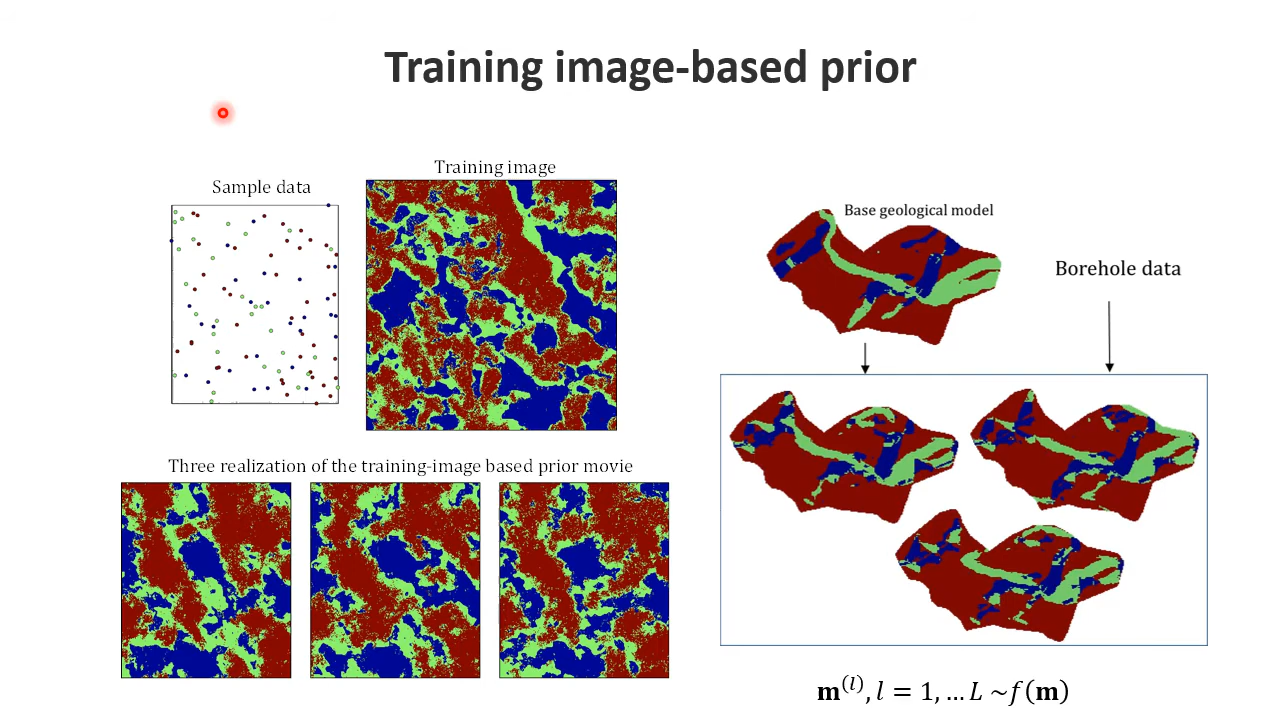 Training image-based prior
Sample data
Training image
Three realization of the training-image based prior movie
Base geological model
Borehole data
𝐦^(𝑙), 𝑙 = 1, … 𝐿 ~𝑓(𝐦)